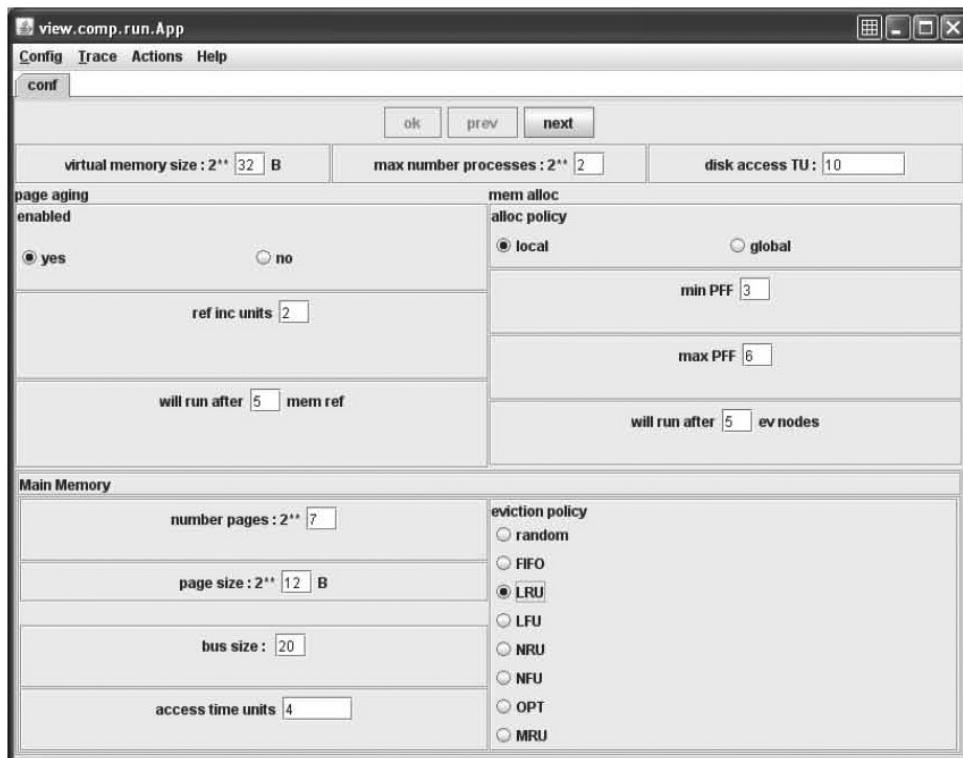 view.comp.run.App
Config Trace Actions Help
conf
ok prev next
virtual memory size : 2** 32 B max number processes : 2** 2 disk access TU : 10
page aging
enabled
yes no
ref inc units 2
will run after 5 mem ref
mem alloc
alloc policy
local global
min PFF 3
max PFF 6
will run after 5 ev nodes
Main Memory
number pages : 2** 7
page size : 2** 12 B
bus size : 20
access time units 4
eviction policy
random
FIFO
LRU
LFU
NRU
NFU
OPT
MRU